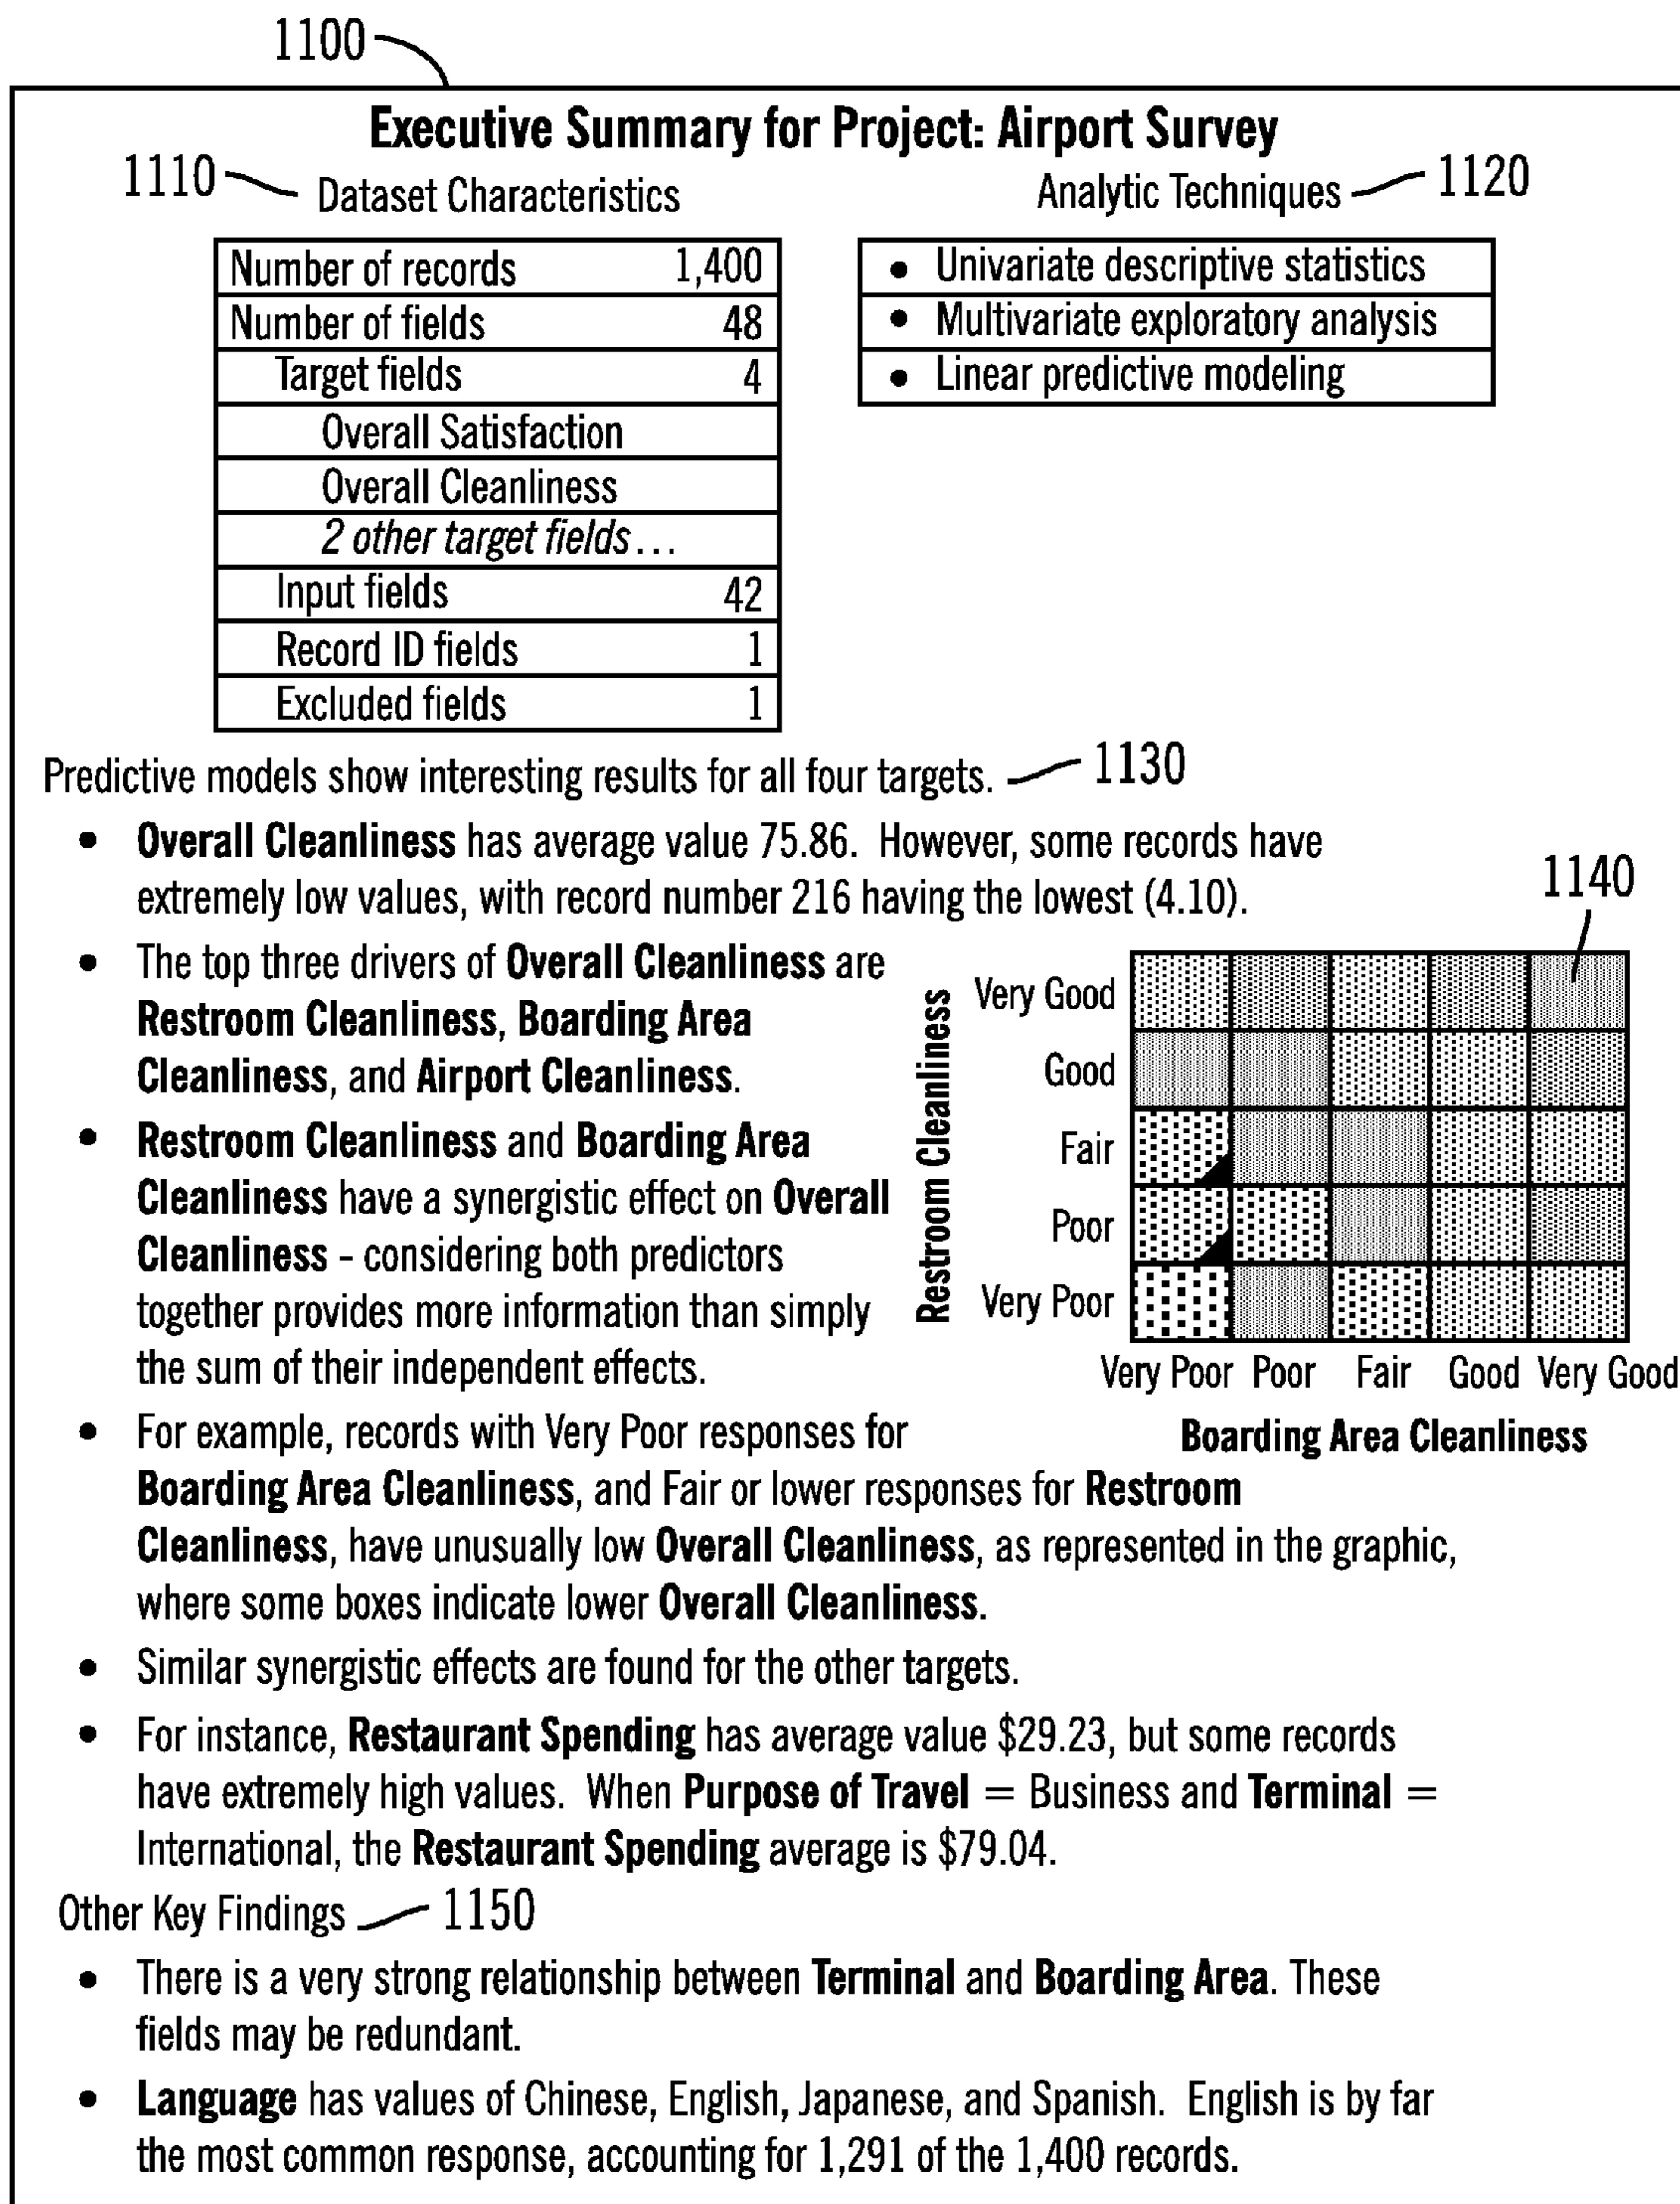 1100
Executive Summary for Project: Airport Survey
1110
Dataset Characteristics
Number of records 1,400
Number of fields 48
Target fields 4
Overall Satisfaction
Overall Cleanliness
2 other target fields...
Input fields 42
Record ID fields 1
Excluded fields 1
Analytic Techniques
1120
• Univariate descriptive statistics
• Multivariate exploratory analysis
• Linear predictive modeling
Predictive models show interesting results for all four targets.
1130
• Overall Cleanliness has average value 75.86. However, some records have
extremely low values, with record number 216 having the lowest (4.10).
• The top three drivers of Overall Cleanliness are
Restroom Cleanliness, Boarding Area
Cleanliness, and Airport Cleanliness.
• Restroom Cleanliness and Boarding Area
Cleanliness have a synergistic effect on Overall
Cleanliness - considering both predictors
together provides more information than simply
the sum of their independent effects.
1140
Restroom Cleanliness
Very Good
Good
Fair
Poor
Very Poor
Very Poor Poor Fair Good Very Good
Boarding Area Cleanliness
• For example, records with Very Poor responses for
Boarding Area Cleanliness, and Fair or lower responses for Restroom
Cleanliness, have unusually low Overall Cleanliness, as represented in the graphic,
where some boxes indicate lower Overall Cleanliness.
• Similar synergistic effects are found for the other targets.
• For instance, Restaurant Spending has average value $29.23, but some records
have extremely high values. When Purpose of Travel = Business and Terminal =
International, the Restaurant Spending average is $79.04.
Other Key Findings
1150
• There is a very strong relationship between Terminal and Boarding Area. These
fields may be redundant.
• Language has values of Chinese, English, Japanese, and Spanish. English is by far
the most common response, accounting for 1,291 of the 1,400 records.